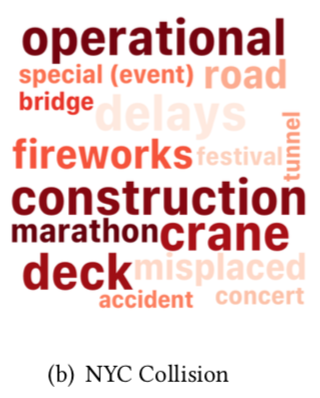 operational
special (event) road
bridge delays
tunnel
fireworks festival
construction
marathon crane
deck misplaced
accident concert
(b) NYC Collision